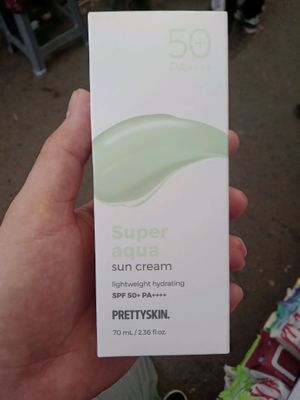 50+
PA++++
Super
aqua
sun cream
lightweight hydrating
SPF 50+ PA++++
PRETTYSKIN.
70 mL / 2.36 fl.oz.